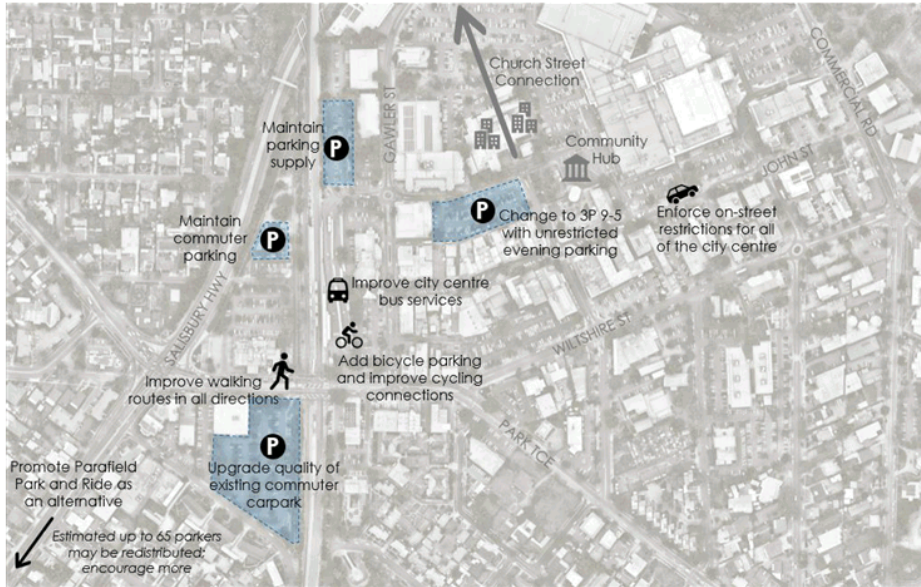 Church Street
Connection
COMMERCIAL RD
GAWLER ST
Maintain
parking
supply
P
Community
Hub
JOHN ST
P
Change to 3P 9-5
with unrestricted
evening parking
Enforce on-street
restrictions for all
of the city centre
Maintain
commuter
parking
P
Improve city centre
bus services
SALISBURY HWY
WILTSHIRE ST
Add bicycle parking
and improve cycling
connections
Improve walking
routes in all directions
PARK TCE
P
Upgrade quality of
existing commuter
carpark
Promote Parafield
Park and Ride as
an alternative
Estimated up to 65 parkers
may be redistributed;
encourage more